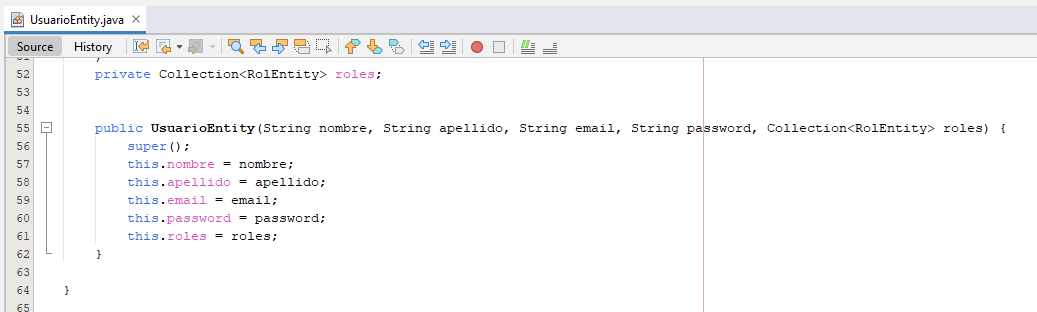 UsuarioEntity.java
Source History
52 private Collection<RolEntity> roles;
53
54
55 public UsuarioEntity(String nombre, String apellido, String email, String password, Collection<RolEntity> roles) {
56 super();
57 this.nombre = nombre;
58 this.apellido = apellido;
59 this.email = email;
60 this.password = password;
61 this.roles = roles;
62 }
63
64 }
65